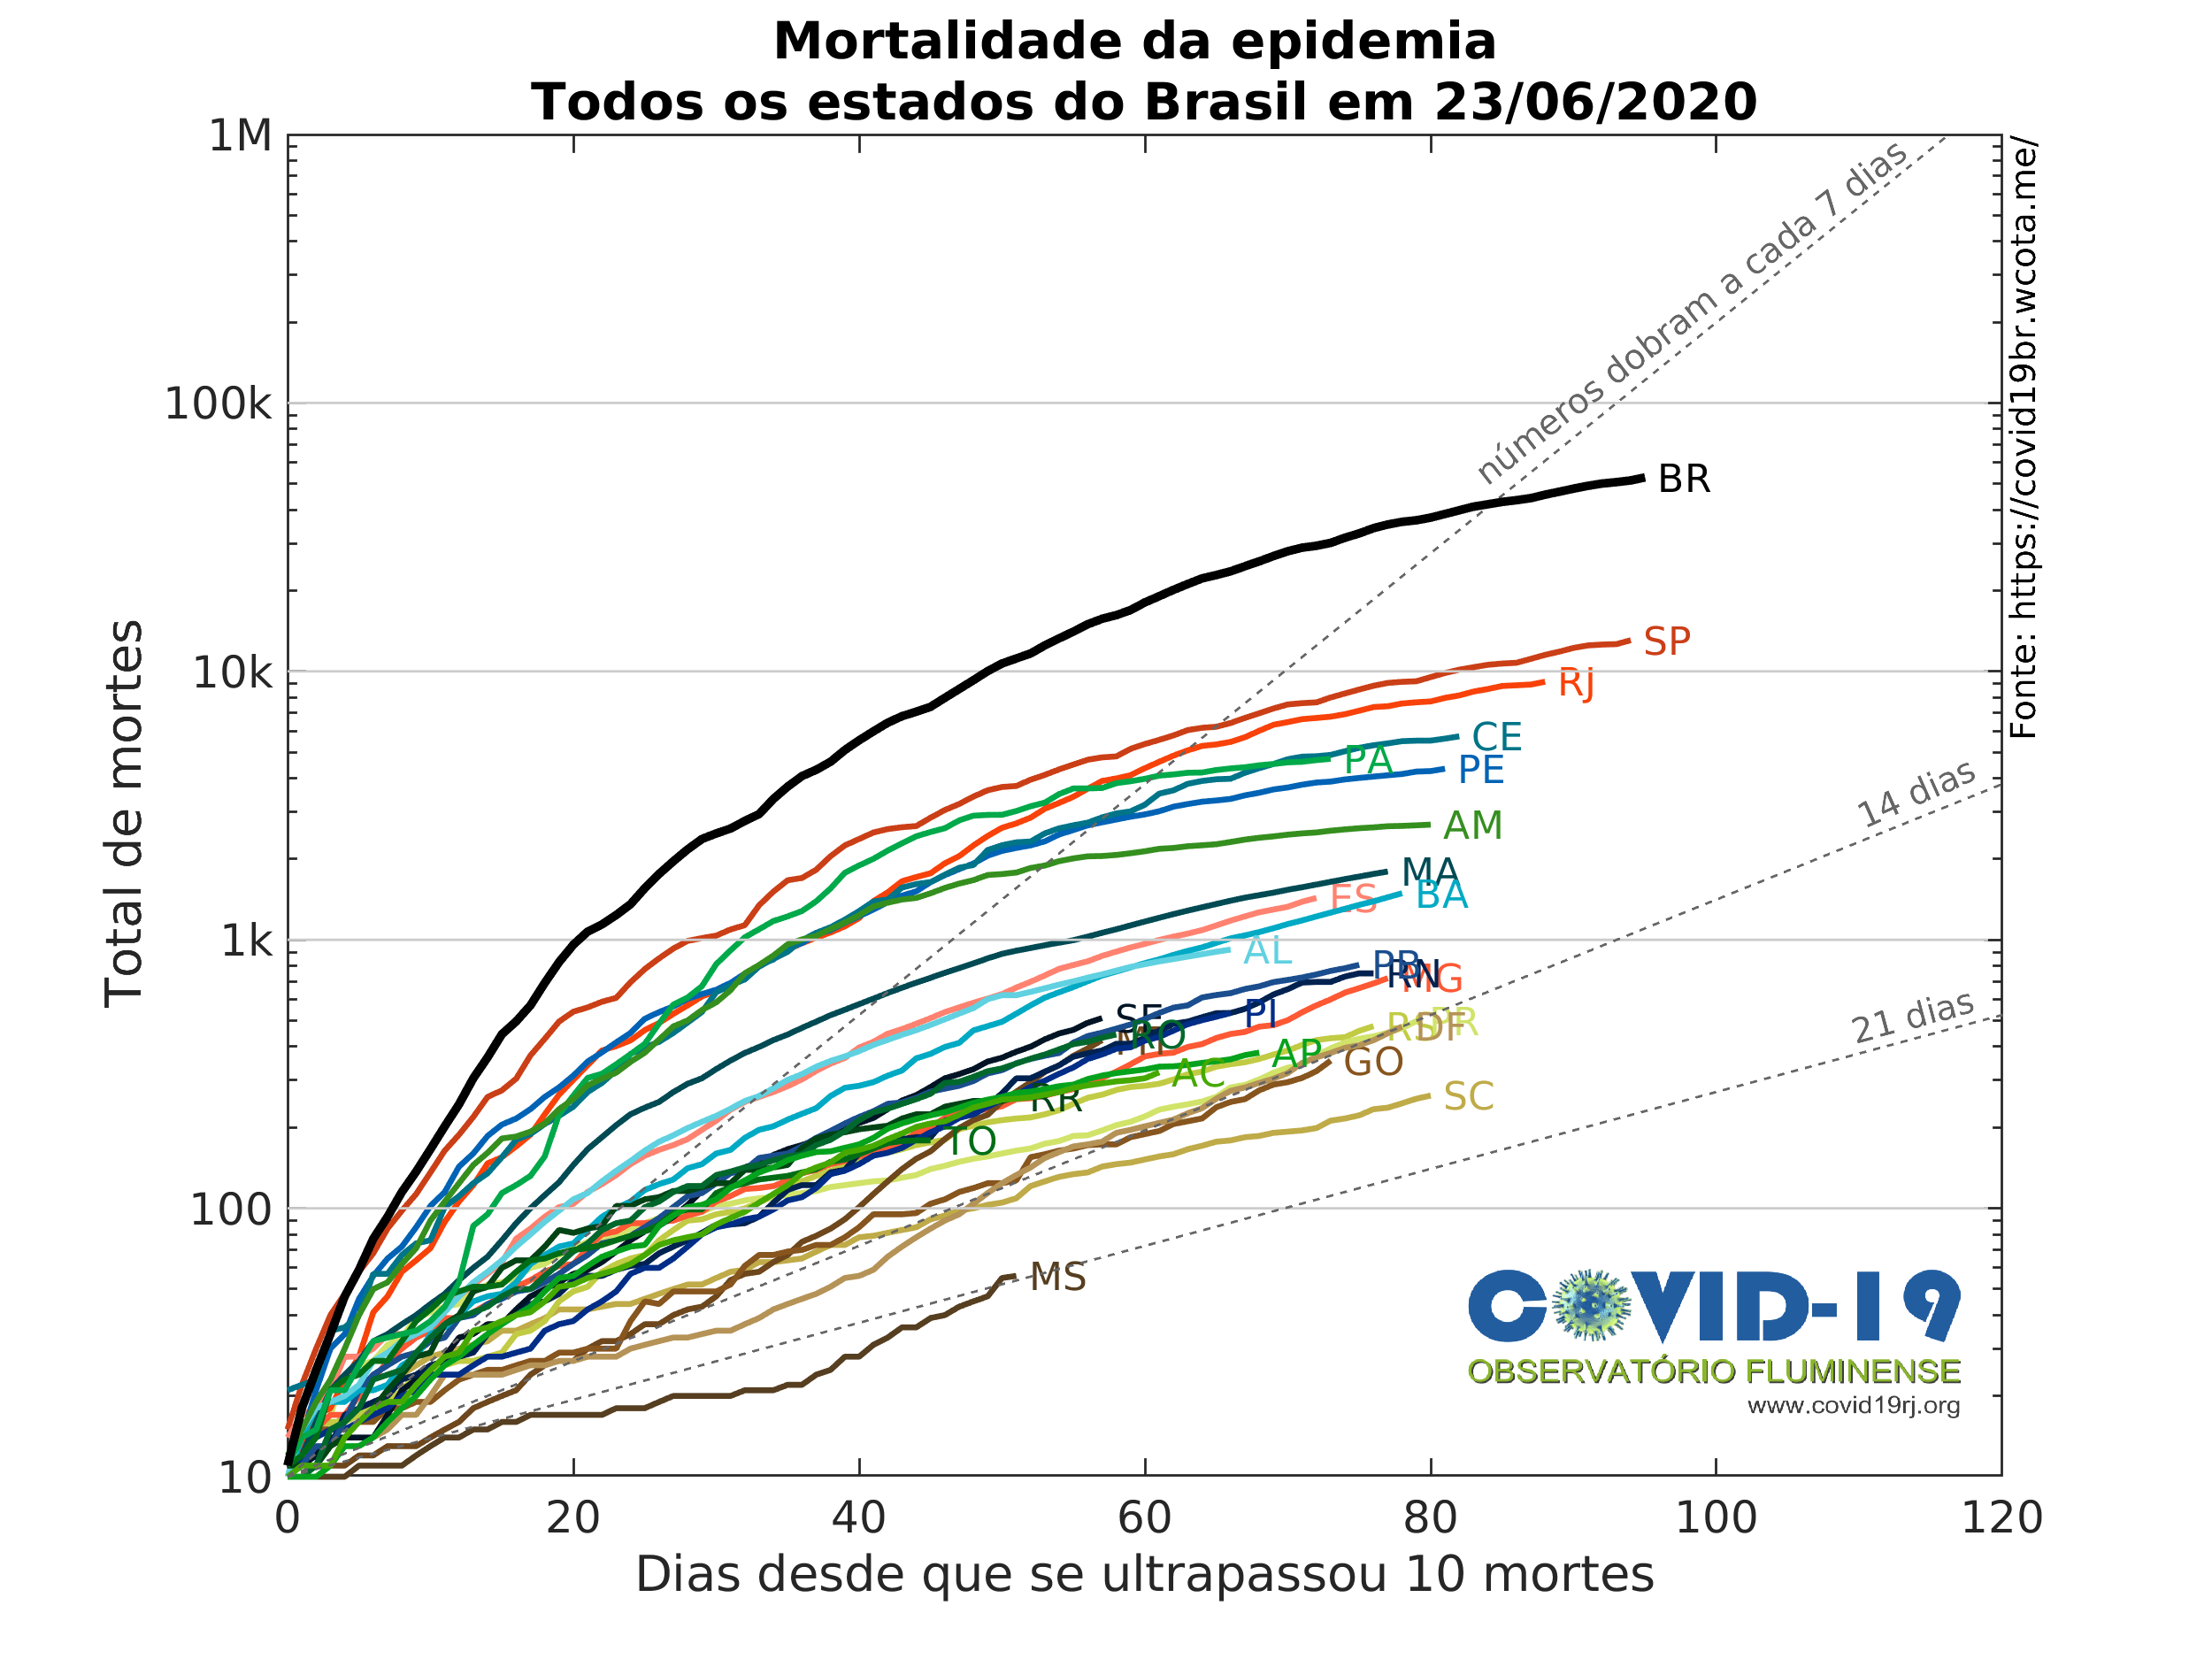 Mortalidade da epidemia
Todos os estados do Brasil em 23/06/2020
1M
100k
10k
1k
100
10
Total de mortes
0 20 40 60 80 100 120
Dias desde que se ultrapassou 10 mortes
Fonte: https://covid19br.wcota.me/
números dobram a cada 7 dias
14 dias
21 dias
BR
SP
RJ
CE
PA
PE
AM
MA
BA
ES
AL
PB
RN
MG
PI
SE
RO
RS
DF
PR
AP
GO
AC
SC
RR
TO
MS
COVID-19
OBSERVATÓRIO FLUMINENSE
www.covid19rj.org